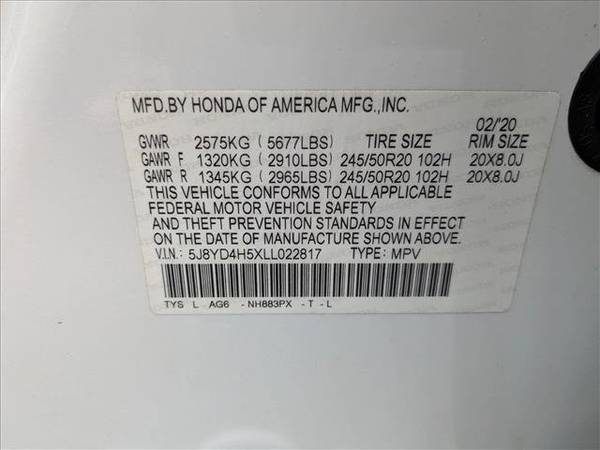 MFD.BY HONDA OF AMERICA MFG.,INC.
02/'20
GVWR 2575KG (5677LBS) TIRE SIZE RIM SIZE
GAWR F 1320KG (2910LBS) 245/50R20 102H 20X8.0J
GAWR R 1345KG (2965LBS) 245/50R20 102H 20X8.0J
THIS VEHICLE CONFORMS TO ALL APPLICABLE
FEDERAL MOTOR VEHICLE SAFETY
AND THEFT PREVENTION STANDARDS IN EFFECT
ON THE DATE OF MANUFACTURE SHOWN ABOVE.
V.I.N.: 5J8YD4H5XLL022817 TYPE: MPV
TYS L AG6 -NH883PX -T -L